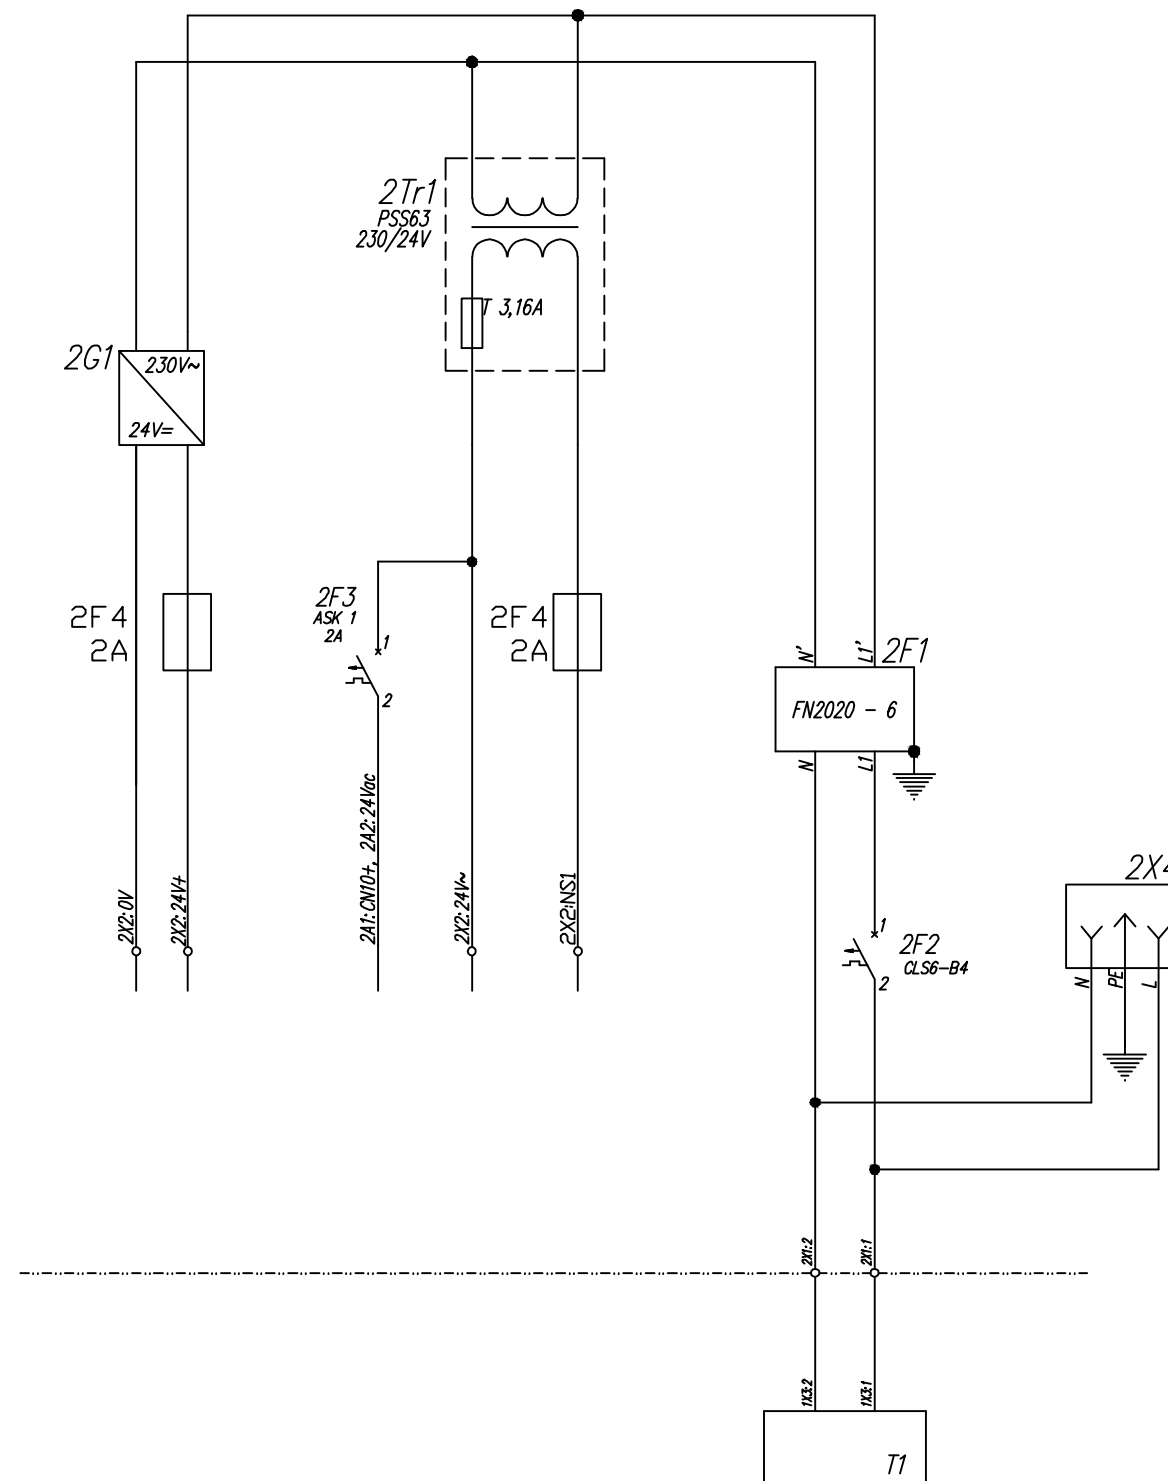 2Tr1
PSS63
230/24V
T 3,16A
2G1
230V~
24V=
2F4
2A
2F3
ASK 1
2A
1
2
2F4
2A
N'
L1'
2F1
FN2020 - 6
N
L1
2A1:CN10+, 2A2:24Vac
2X2:0V
2X2:24V+
2X2:24V~
2X2:NS1
1
2F2
CLS6-B4
2
2X4
N
PE
L
2X1:2
2X1:1
1X3:2
1X3:1
T1